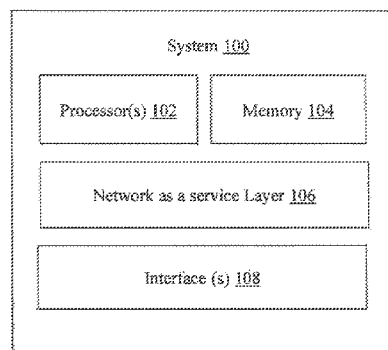 System 100
Processor(s) 102
Memory 104
Network as a service Layer 106
Interface (s) 108